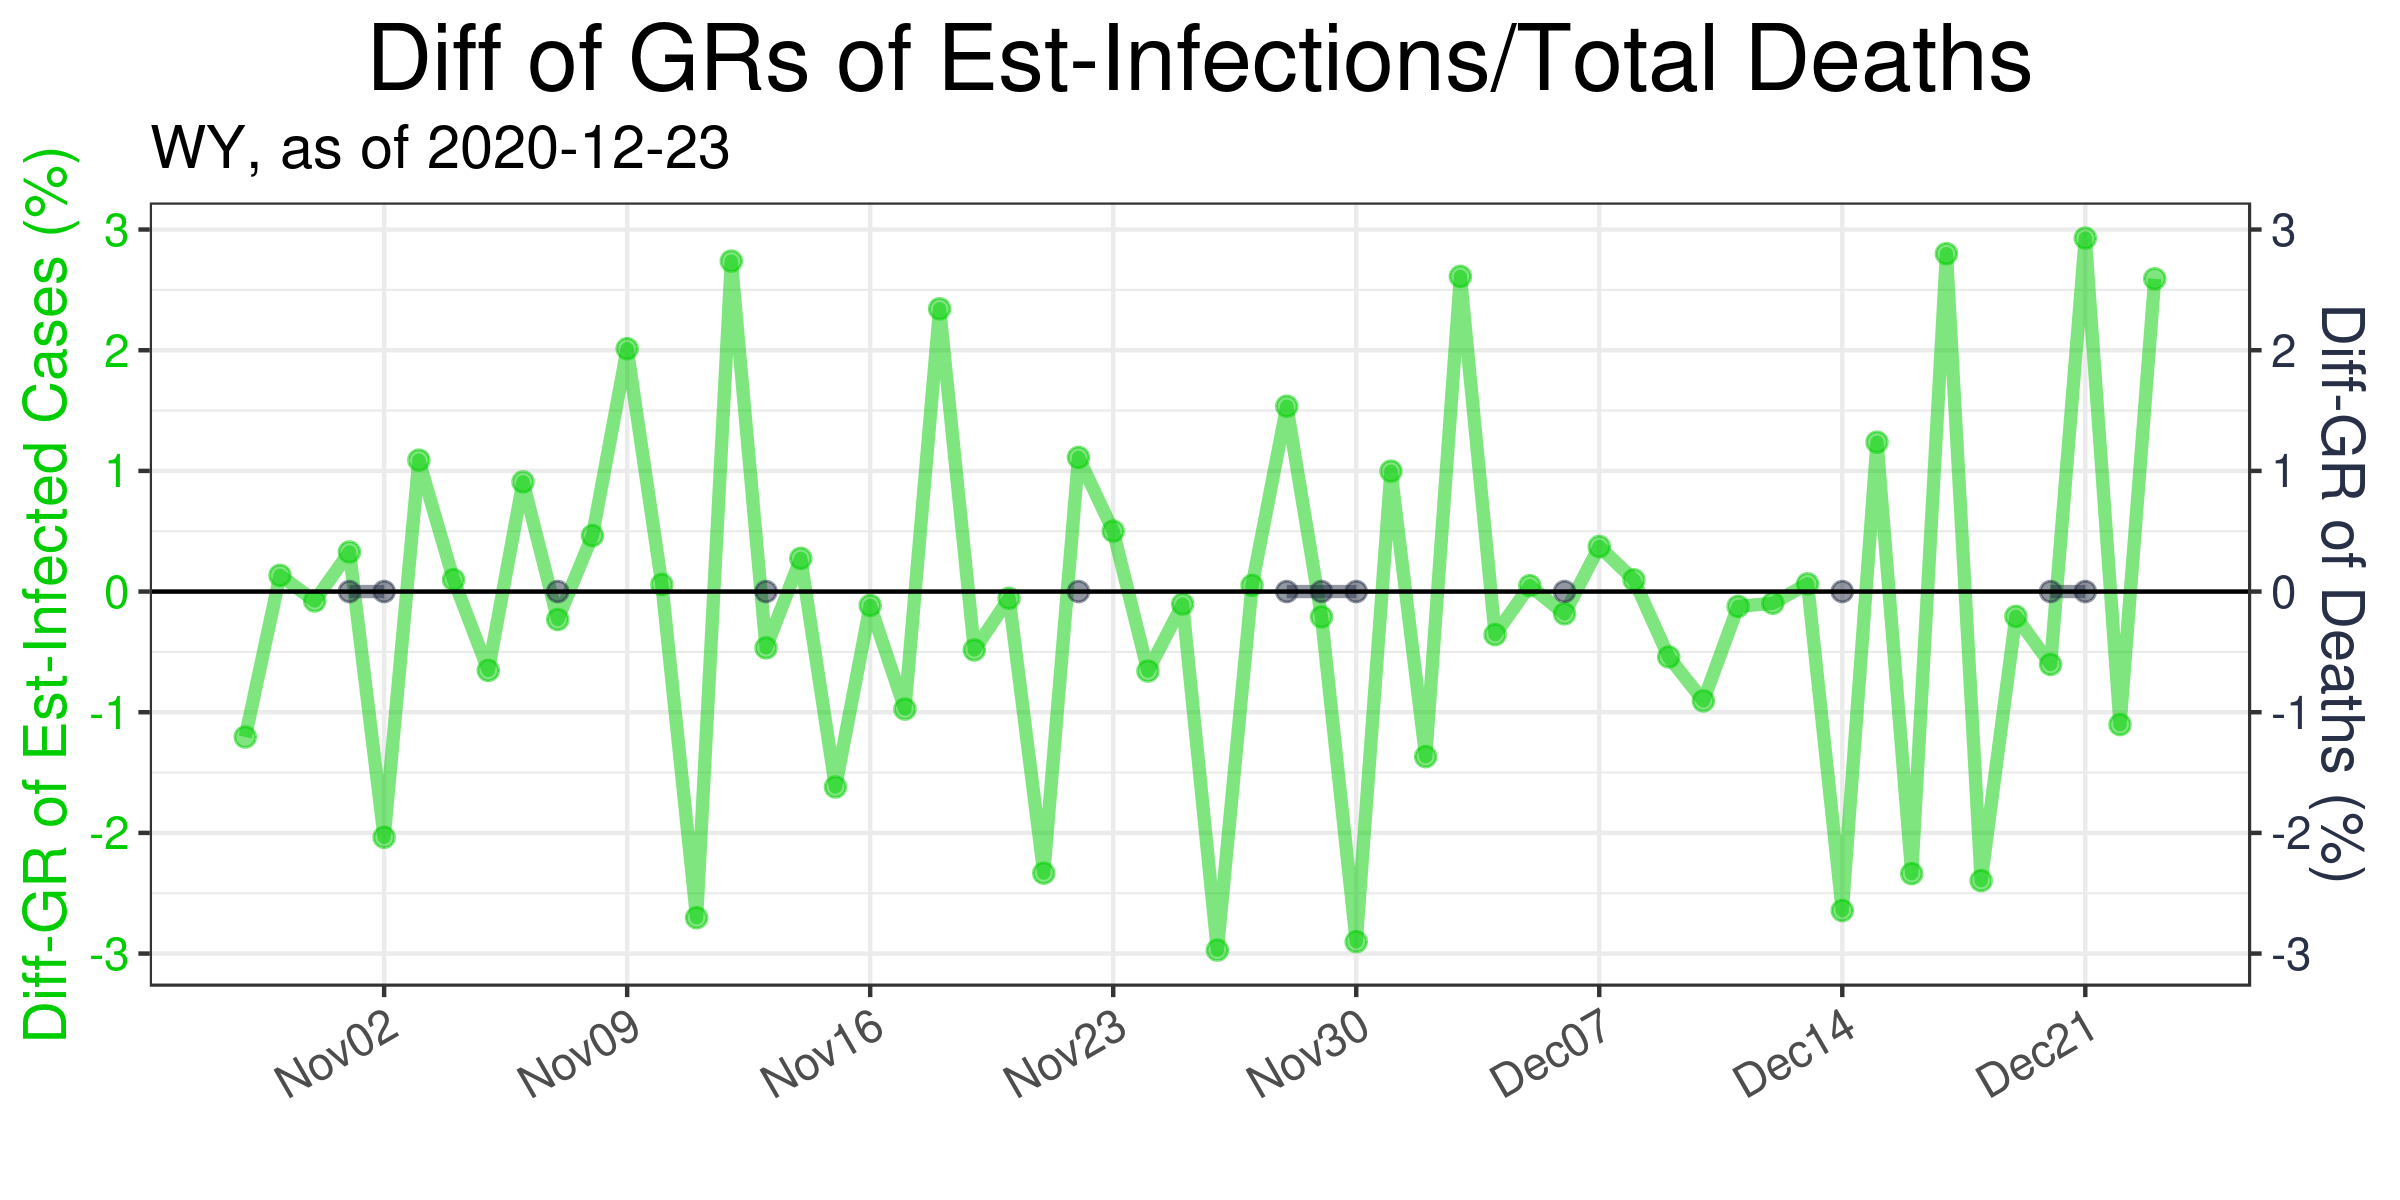 Diff of GRs of Est-Infections/Total Deaths
WY, as of 2020-12-23
Diff-GR of Est-Infected Cases (%)
3
2
1
0
-1
-2
-3
3
2
1
0
-1
-2
-3
Diff-GR of Deaths (%)
Nov02
Nov09
Nov16
Nov23
Nov30
Dec07
Dec14
Dec21